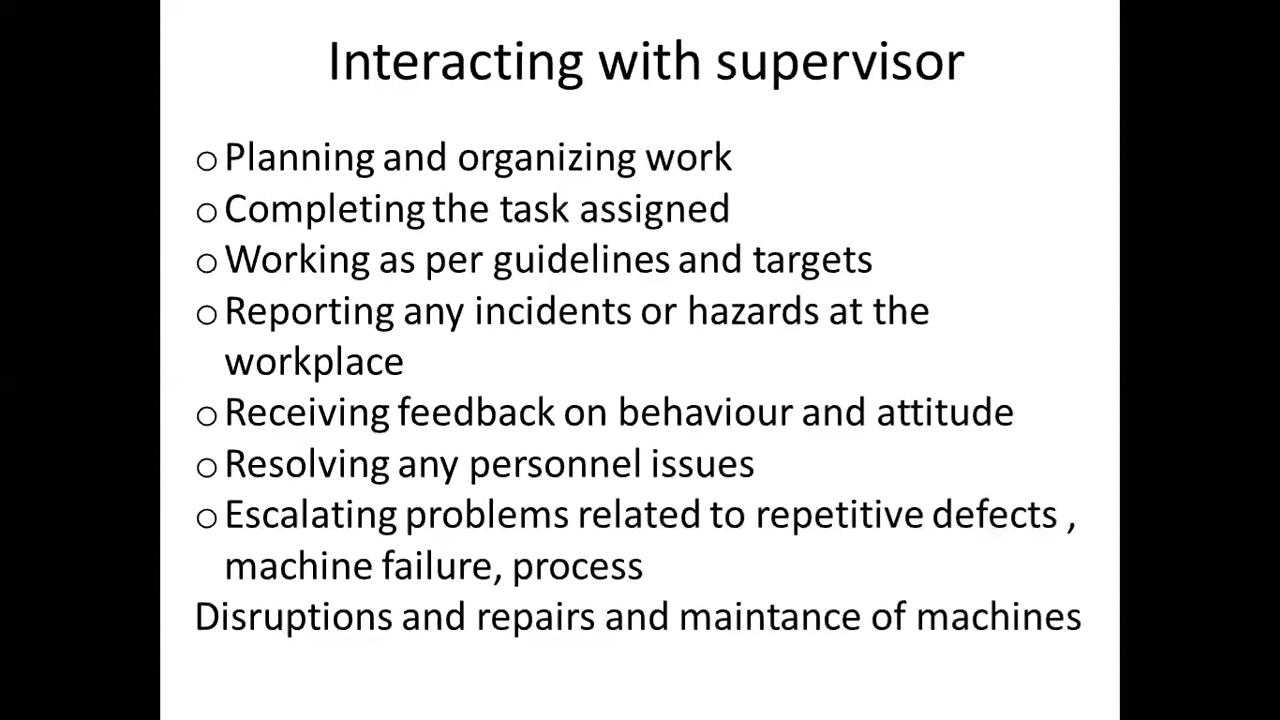 Interacting with supervisor
o Planning and organizing work
o Completing the task assigned
o Working as per guidelines and targets
o Reporting any incidents or hazards at the
workplace
o Receiving feedback on behaviour and attitude
o Resolving any personnel issues
o Escalating problems related to repetitive defects ,
machine failure, process
Disruptions and repairs and maintance of machines